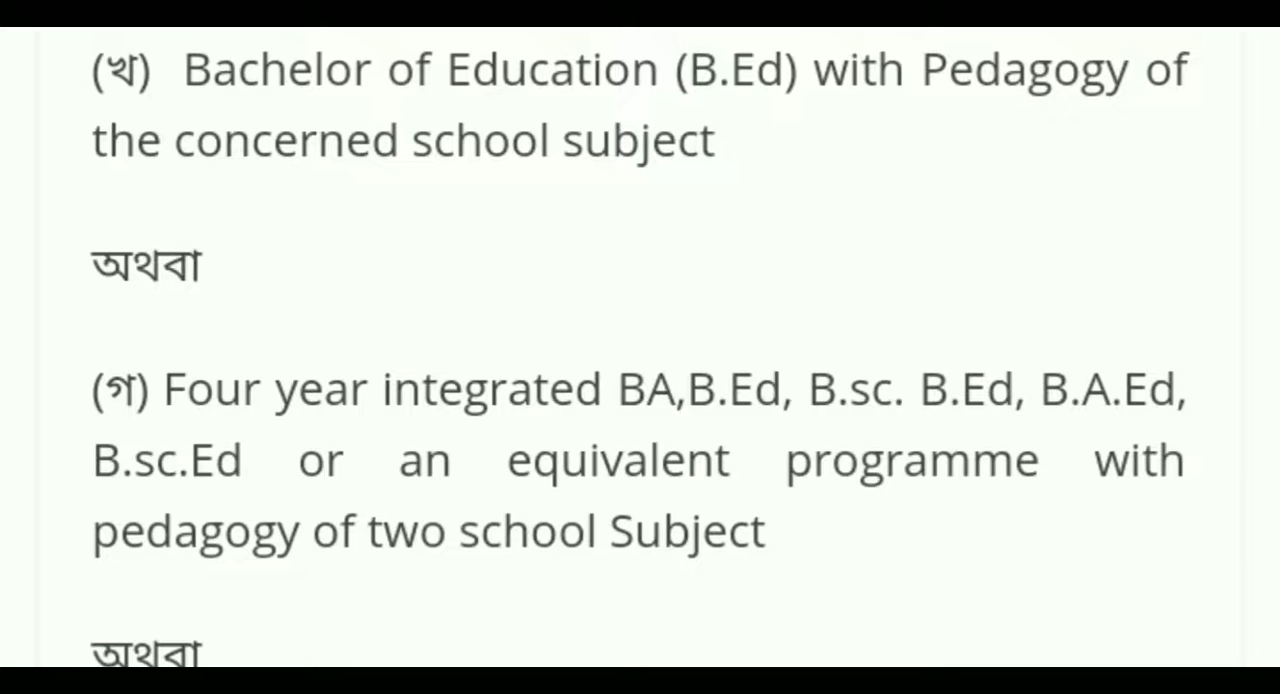 (খ) Bachelor of Education (B.Ed) with Pedagogy of
the concerned school subject
অথবা
(গ) Four year integrated BA,B.Ed, B.sc. B.Ed, B.A.Ed,
B.sc.Ed or an equivalent programme with
pedagogy of two school Subject
অথবা